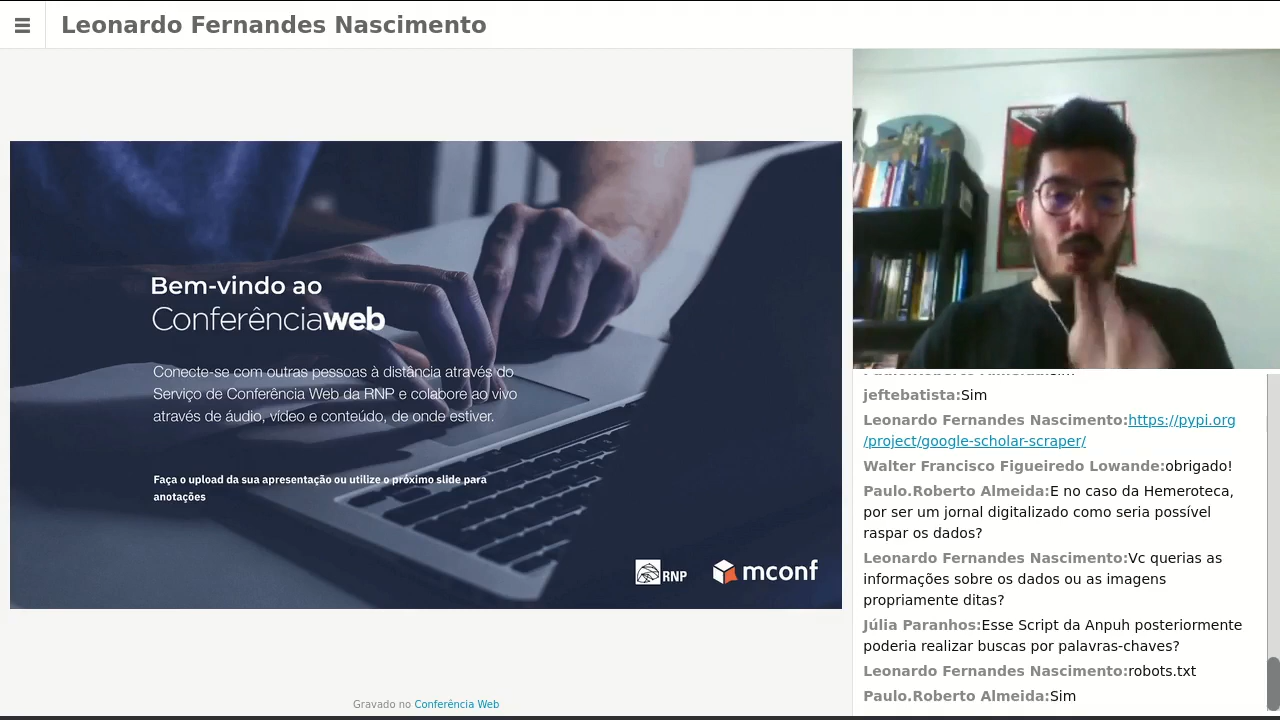 Leonardo Fernandes Nascimento
Bem-vindo ao
Conferênciaweb
Conecte-se com outras pessoas à distância através do
Serviço de Conferência Web da RNP e colabore ao vivo
através de áudio, vídeo e conteúdo, de onde estiver.
Faça o upload da sua apresentação ou utilize o próximo slide para
anotações
RNP
mconf
Gravado no Conferência Web
jeftebatista:Sim
Leonardo Fernandes Nascimento:https://pypi.org
/project/google-scholar-scraper/
Walter Francisco Figueiredo Lowande:obrigado!
Paulo.Roberto Almeida:E no caso da Hemeroteca,
por ser um jornal digitalizado como seria possível
raspar os dados?
Leonardo Fernandes Nascimento:Vc querias as
informações sobre os dados ou as imagens
propriamente ditas?
Júlia Paranhos:Esse Script da Anpuh posteriormente
poderia realizar buscas por palavras-chaves?
Leonardo Fernandes Nascimento:robots.txt
Paulo.Roberto Almeida:Sim